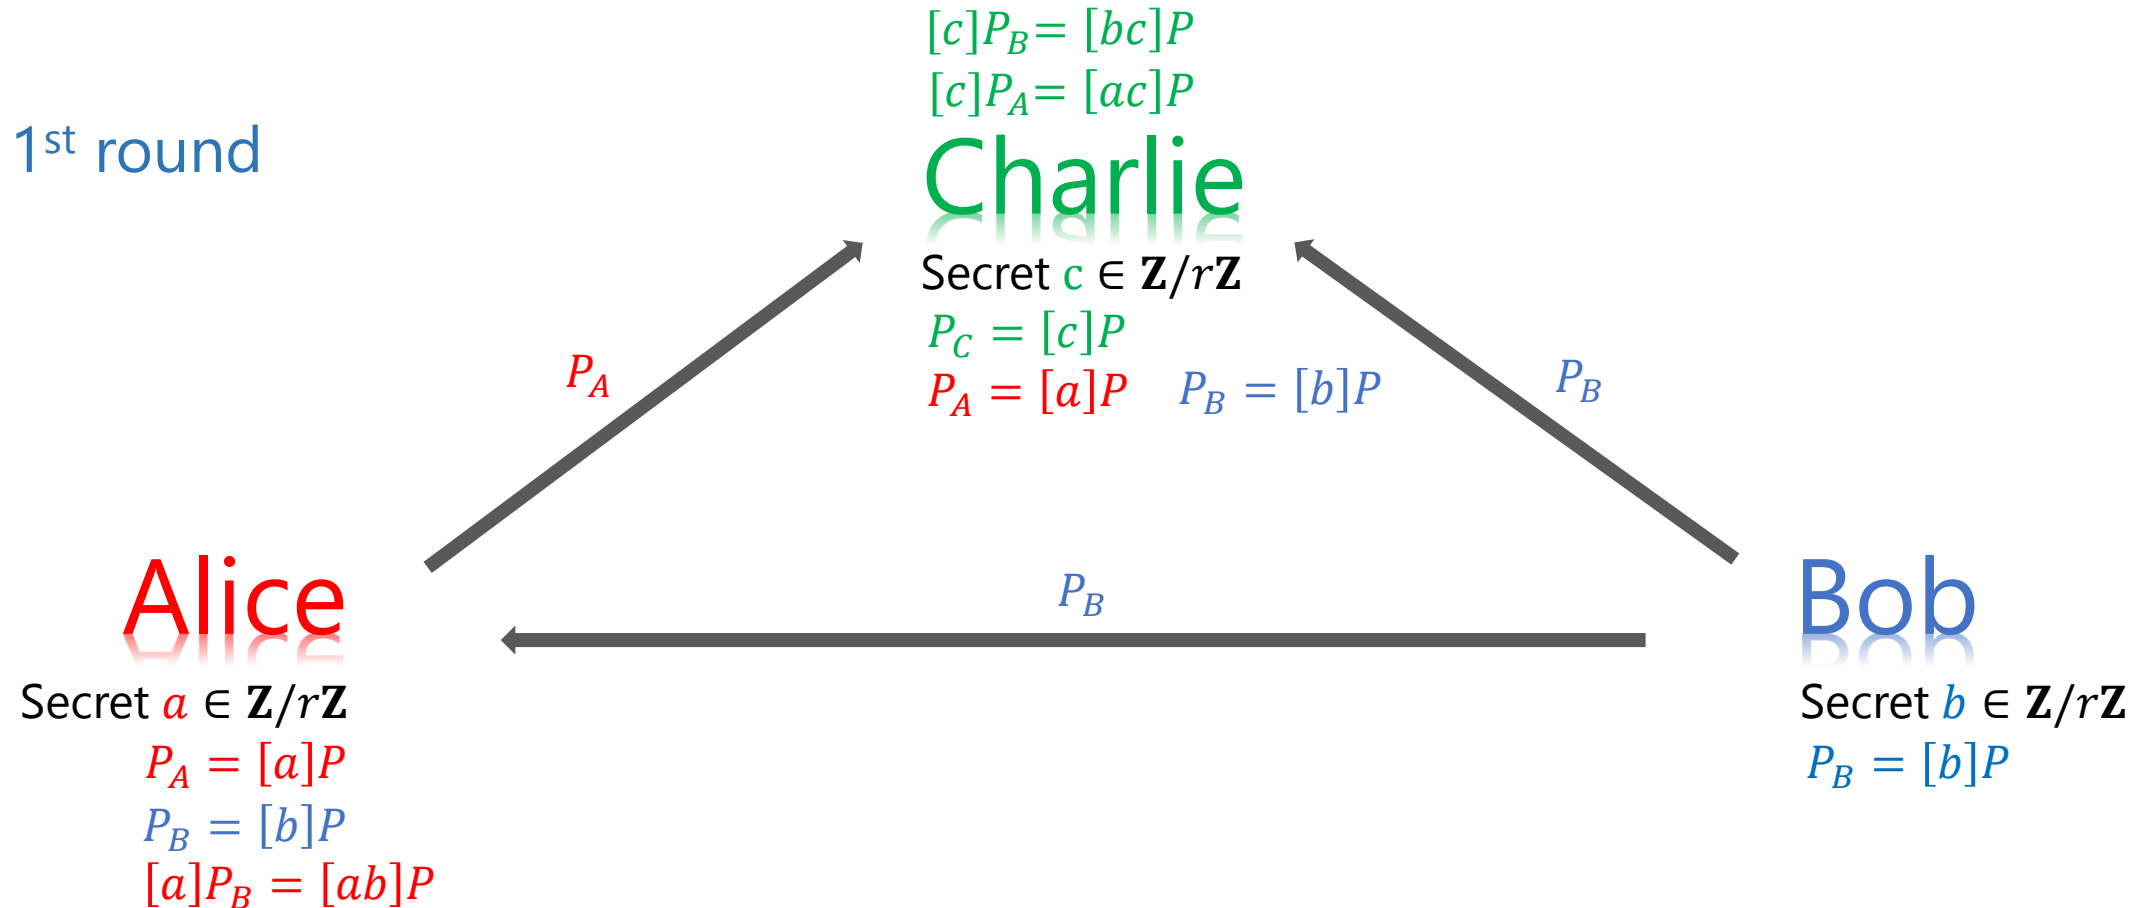 [c]P_B = [bc]P
[c]P_A = [ac]P
1st round
Charlie
Secret c ∈ Z/rZ
P_C = [c]P
P_A = [a]P P_B = [b]P
P_A
P_B
P_B
Alice
Secret a ∈ Z/rZ
P_A = [a]P
P_B = [b]P
[a]P_B = [ab]P
Bob
Secret b ∈ Z/rZ
P_B = [b]P